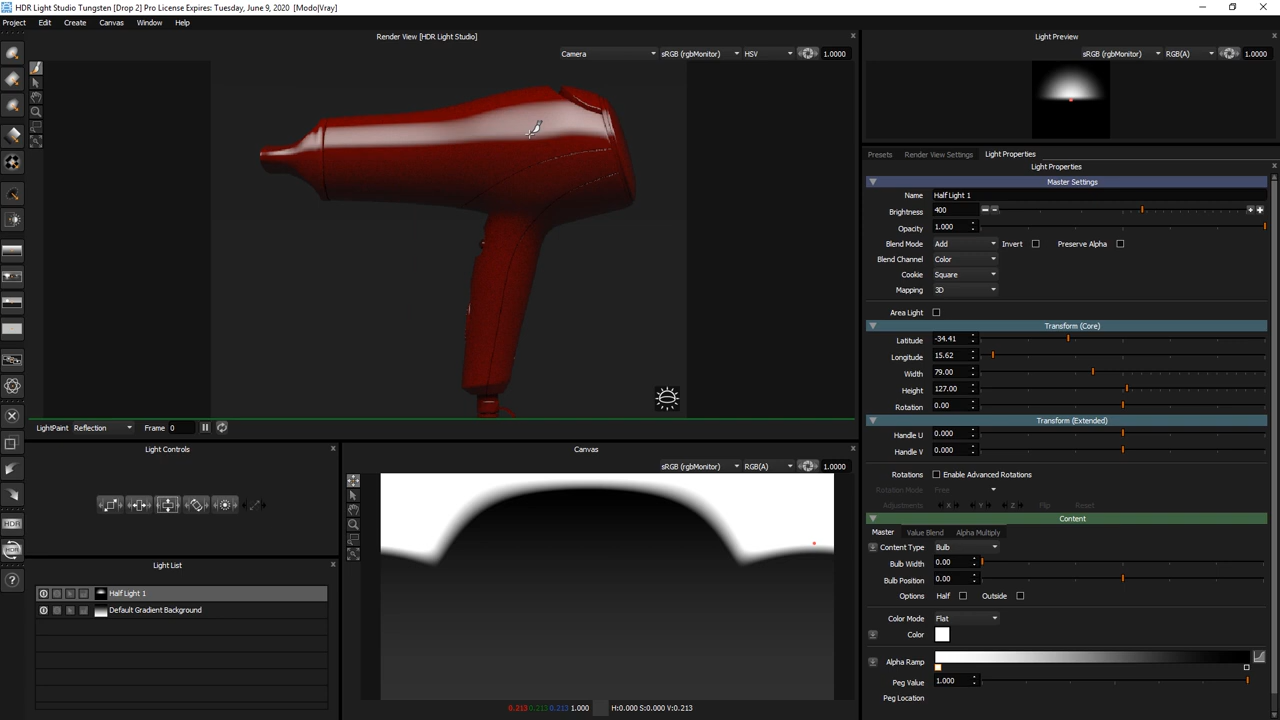 HDR Light Studio Tungsten [Drop 2] Pro License Expires: Tuesday, June 9, 2020 [Modo|Vray]
Project Edit Create Canvas Window Help
Render View [HDR Light Studio]
Camera sRGB (rgbMonitor) HSV 1.0000
Light Preview
sRGB (rgbMonitor) RGB(A) 1.0000
Presets Render View Settings Light Properties
Light Properties
Master Settings
Name Half Light 1
Brightness 400
Opacity 1.000
Blend Mode Add Invert Preserve Alpha
Blend Channel Color
Cookie Square
Mapping 3D
Area Light
Transform (Core)
Latitude -34.41
Longitude 15.62
Width 79.00
Height 127.00
Rotation 0.00
Transform (Extended)
Handle U 0.000
Handle V 0.000
Rotations Enable Advanced Rotations
Rotation Mode Free
Adjustments X Y Z Flip Reset
Content
Master Value Blend Alpha Multiply
Content Type Bulb
Bulb Width 0.00
Bulb Position 0.00
Options Half Outside
Color Mode Flat
Color
Alpha Ramp
Peg Value 1.000
Peg Location
LightPaint Reflection Frame 0
Light Controls
Light List
Half Light 1
Default Gradient Background
Canvas
sRGB (rgbMonitor) RGB(A) 1.0000
0.213 0.213 0.213 1.000 H:0.000 S:0.000 V:0.213
HDR
HDR
?